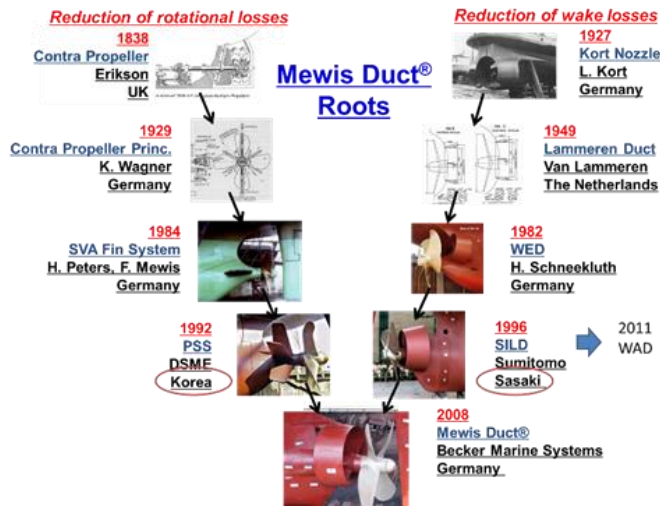 Reduction of rotational losses
Reduction of wake losses
1838
Contra Propeller
Erikson
UK
Mewis Duct®
Roots
1927
Kort Nozzle
L. Kort
Germany
1929
Contra Propeller Princ.
K. Wagner
Germany
1949
Lammeren Duct
Van Lammeren
The Netherlands
1984
SVA Fin System
H. Peters, F. Mewis
Germany
1982
WED
H. Schneekluth
Germany
1992
PSS
DSME
Korea
1996
SILD
Sumitomo
Sasaki
2011
WAD
2008
Mewis Duct®
Becker Marine Systems
Germany